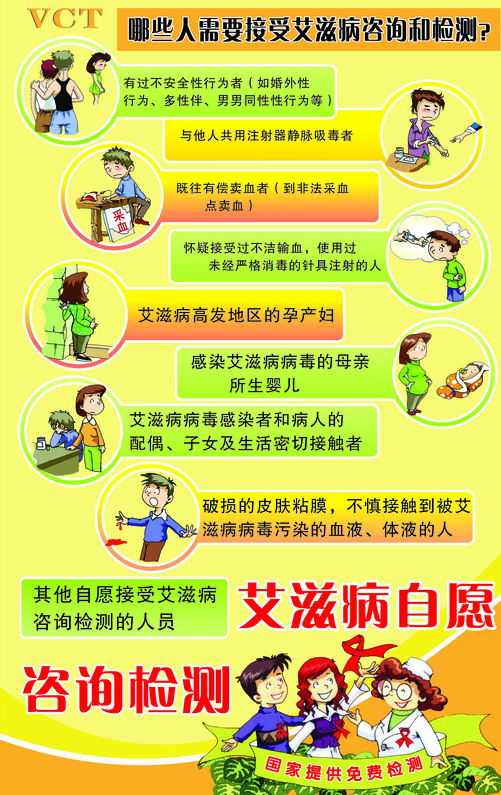 VCT
哪些人需要接受艾滋病咨询和检测?
有过不安全性行为者（如婚外性
行为、多性伴、男男同性性行为等）
与他人共用注射器静脉吸毒者
采血
既往有偿卖血者（到非法采血
点卖血）
怀疑接受过不洁输血，使用过
未经严格消毒的针具注射的人
艾滋病高发地区的孕产妇
感染艾滋病病毒的母亲
所生婴儿
艾滋病病毒感染者和病人的
配偶、子女及生活密切接触者
破损的皮肤粘膜，不慎接触到被艾
滋病病毒污染的血液、体液的人
其他自愿接受艾滋病
咨询检测的人员
艾滋病自愿
咨询检测
国家提供免费检测